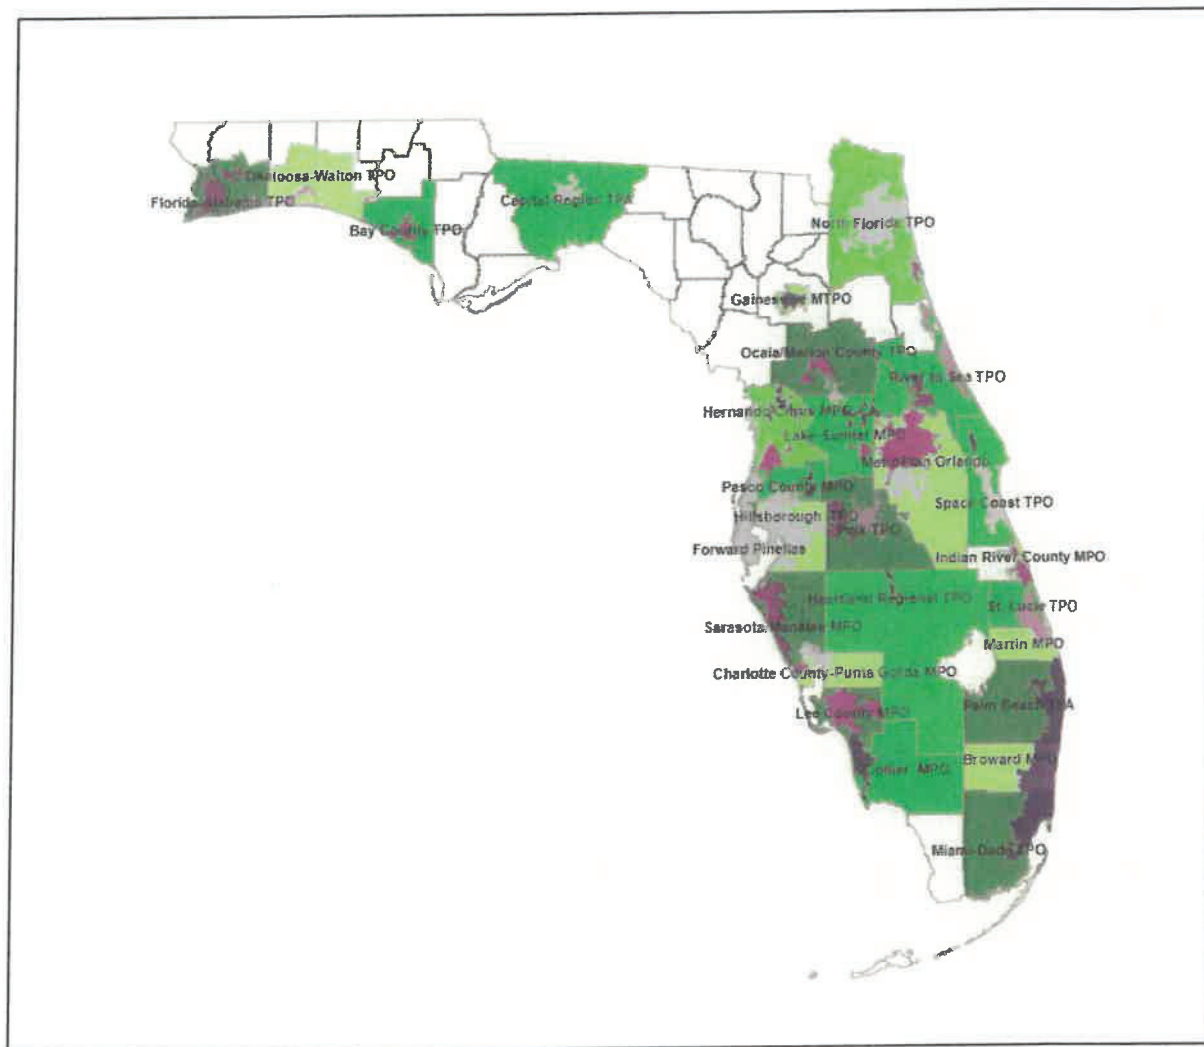 Okaloosa-Walton TPO
Florida-Alabama TPO
Capital Region TPA
Bay County TPO
North Florida TPO
Gainesville MTPO
Ocala/Marion County TPO
River to Sea TPO
Hernando/Citrus MPO
Lake-Sumter MPO
MetroPlan Orlando
Pasco County MPO
Space Coast TPO
Hillsborough TPO
Polk TPO
Forward Pinellas
Indian River County MPO
Heartland Regional TPO
St. Lucie TPO
Sarasota/Manatee MPO
Martin MPO
Charlotte County-Punta Gorda MPO
Palm Beach TPA
Lee County MPO
Broward MPO
Collier MPO
Miami-Dade TPO